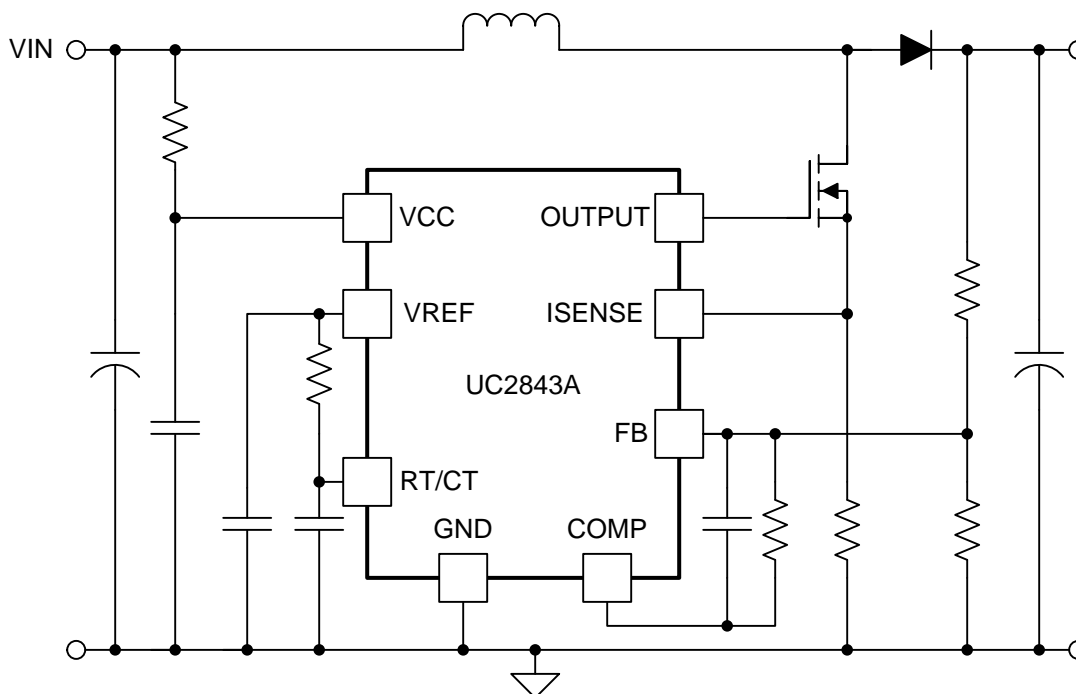 VIN
VCC
OUTPUT
VREF
ISENSE
UC2843A
FB
RT/CT
GND
COMP